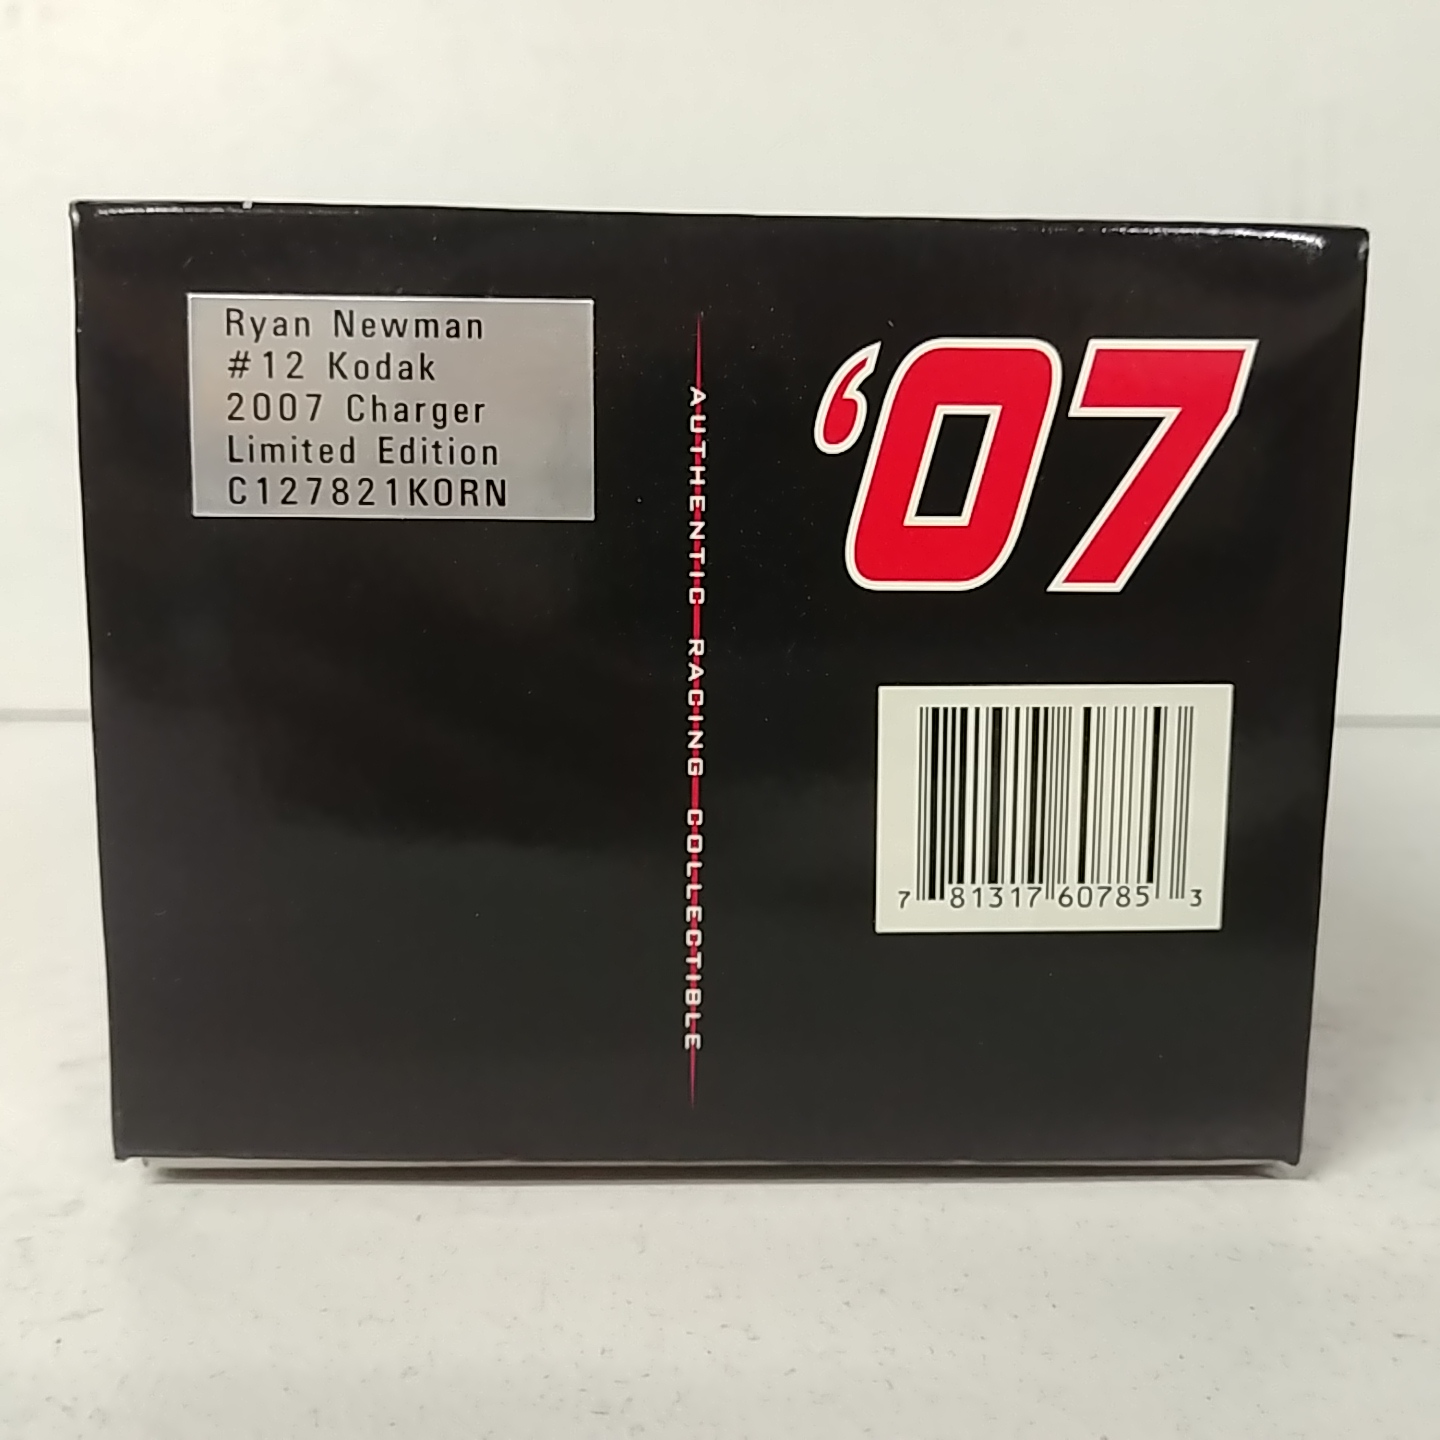 Ryan Newman
#12 Kodak
2007 Charger
Limited Edition
C127821KORN
AUTHENTIC RACING COLLECTIBLE
‘07
7 81317 60785 3